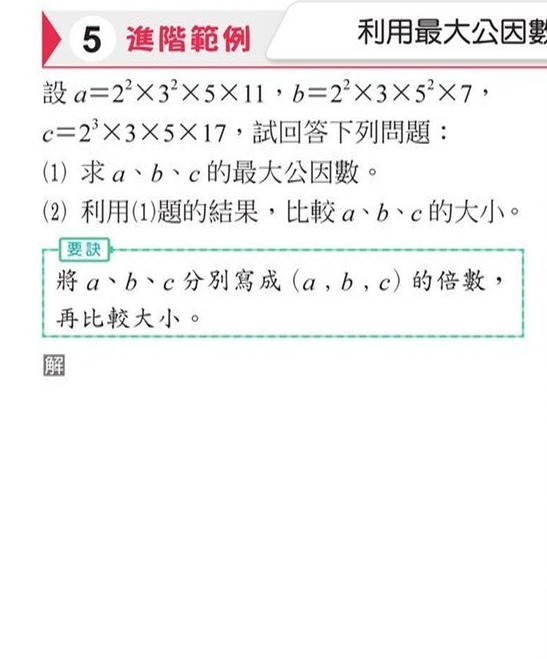 5 進階範例 利用最大公因數
設 a=2²×3²×5×11，b=2²×3×5²×7，
c=2³×3×5×17，試回答下列問題：
⑴ 求 a、b、c 的最大公因數。
⑵ 利用⑴題的結果，比較 a、b、c 的大小。
要訣
將 a、b、c 分別寫成 (a , b , c) 的倍數，
再比較大小。
解